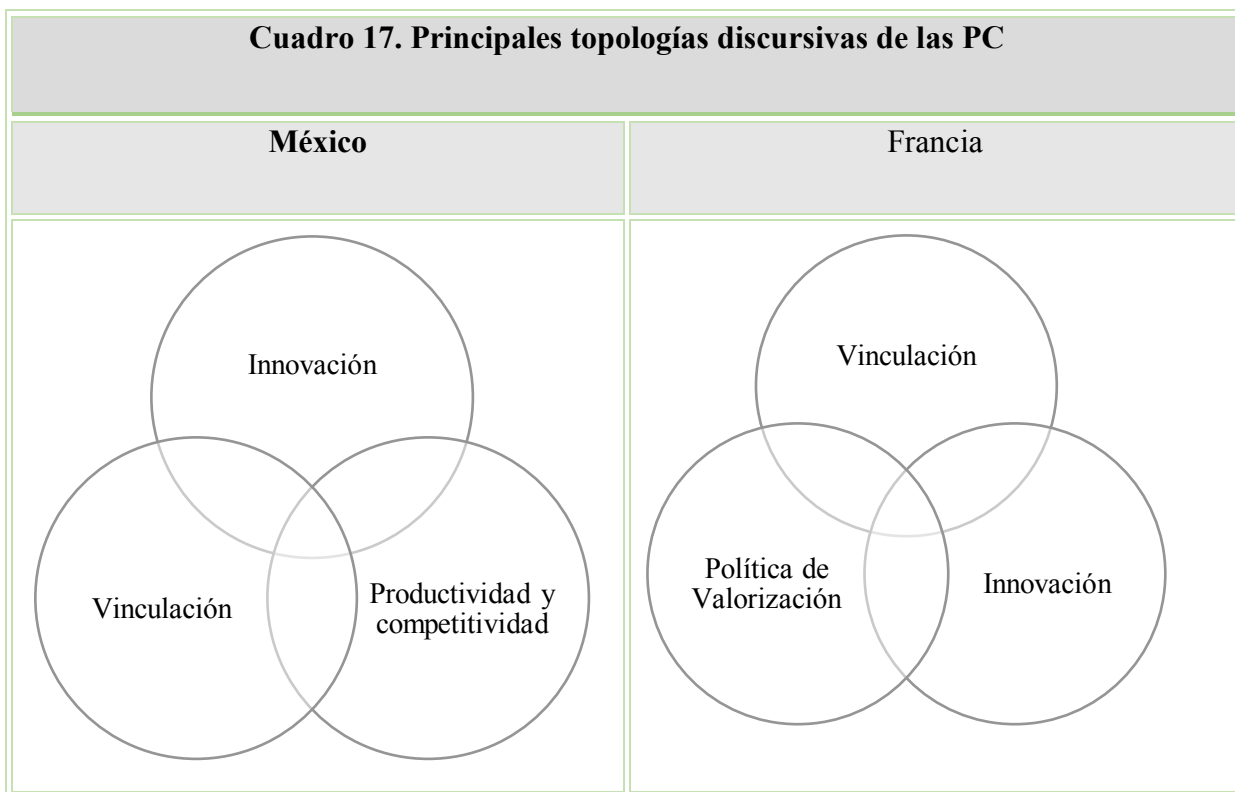 Cuadro 17. Principales topologías discursivas de las PC
México
Francia
Innovación
Vinculación
Productividad y
competitividad
Vinculación
Política de
Valorización
Innovación